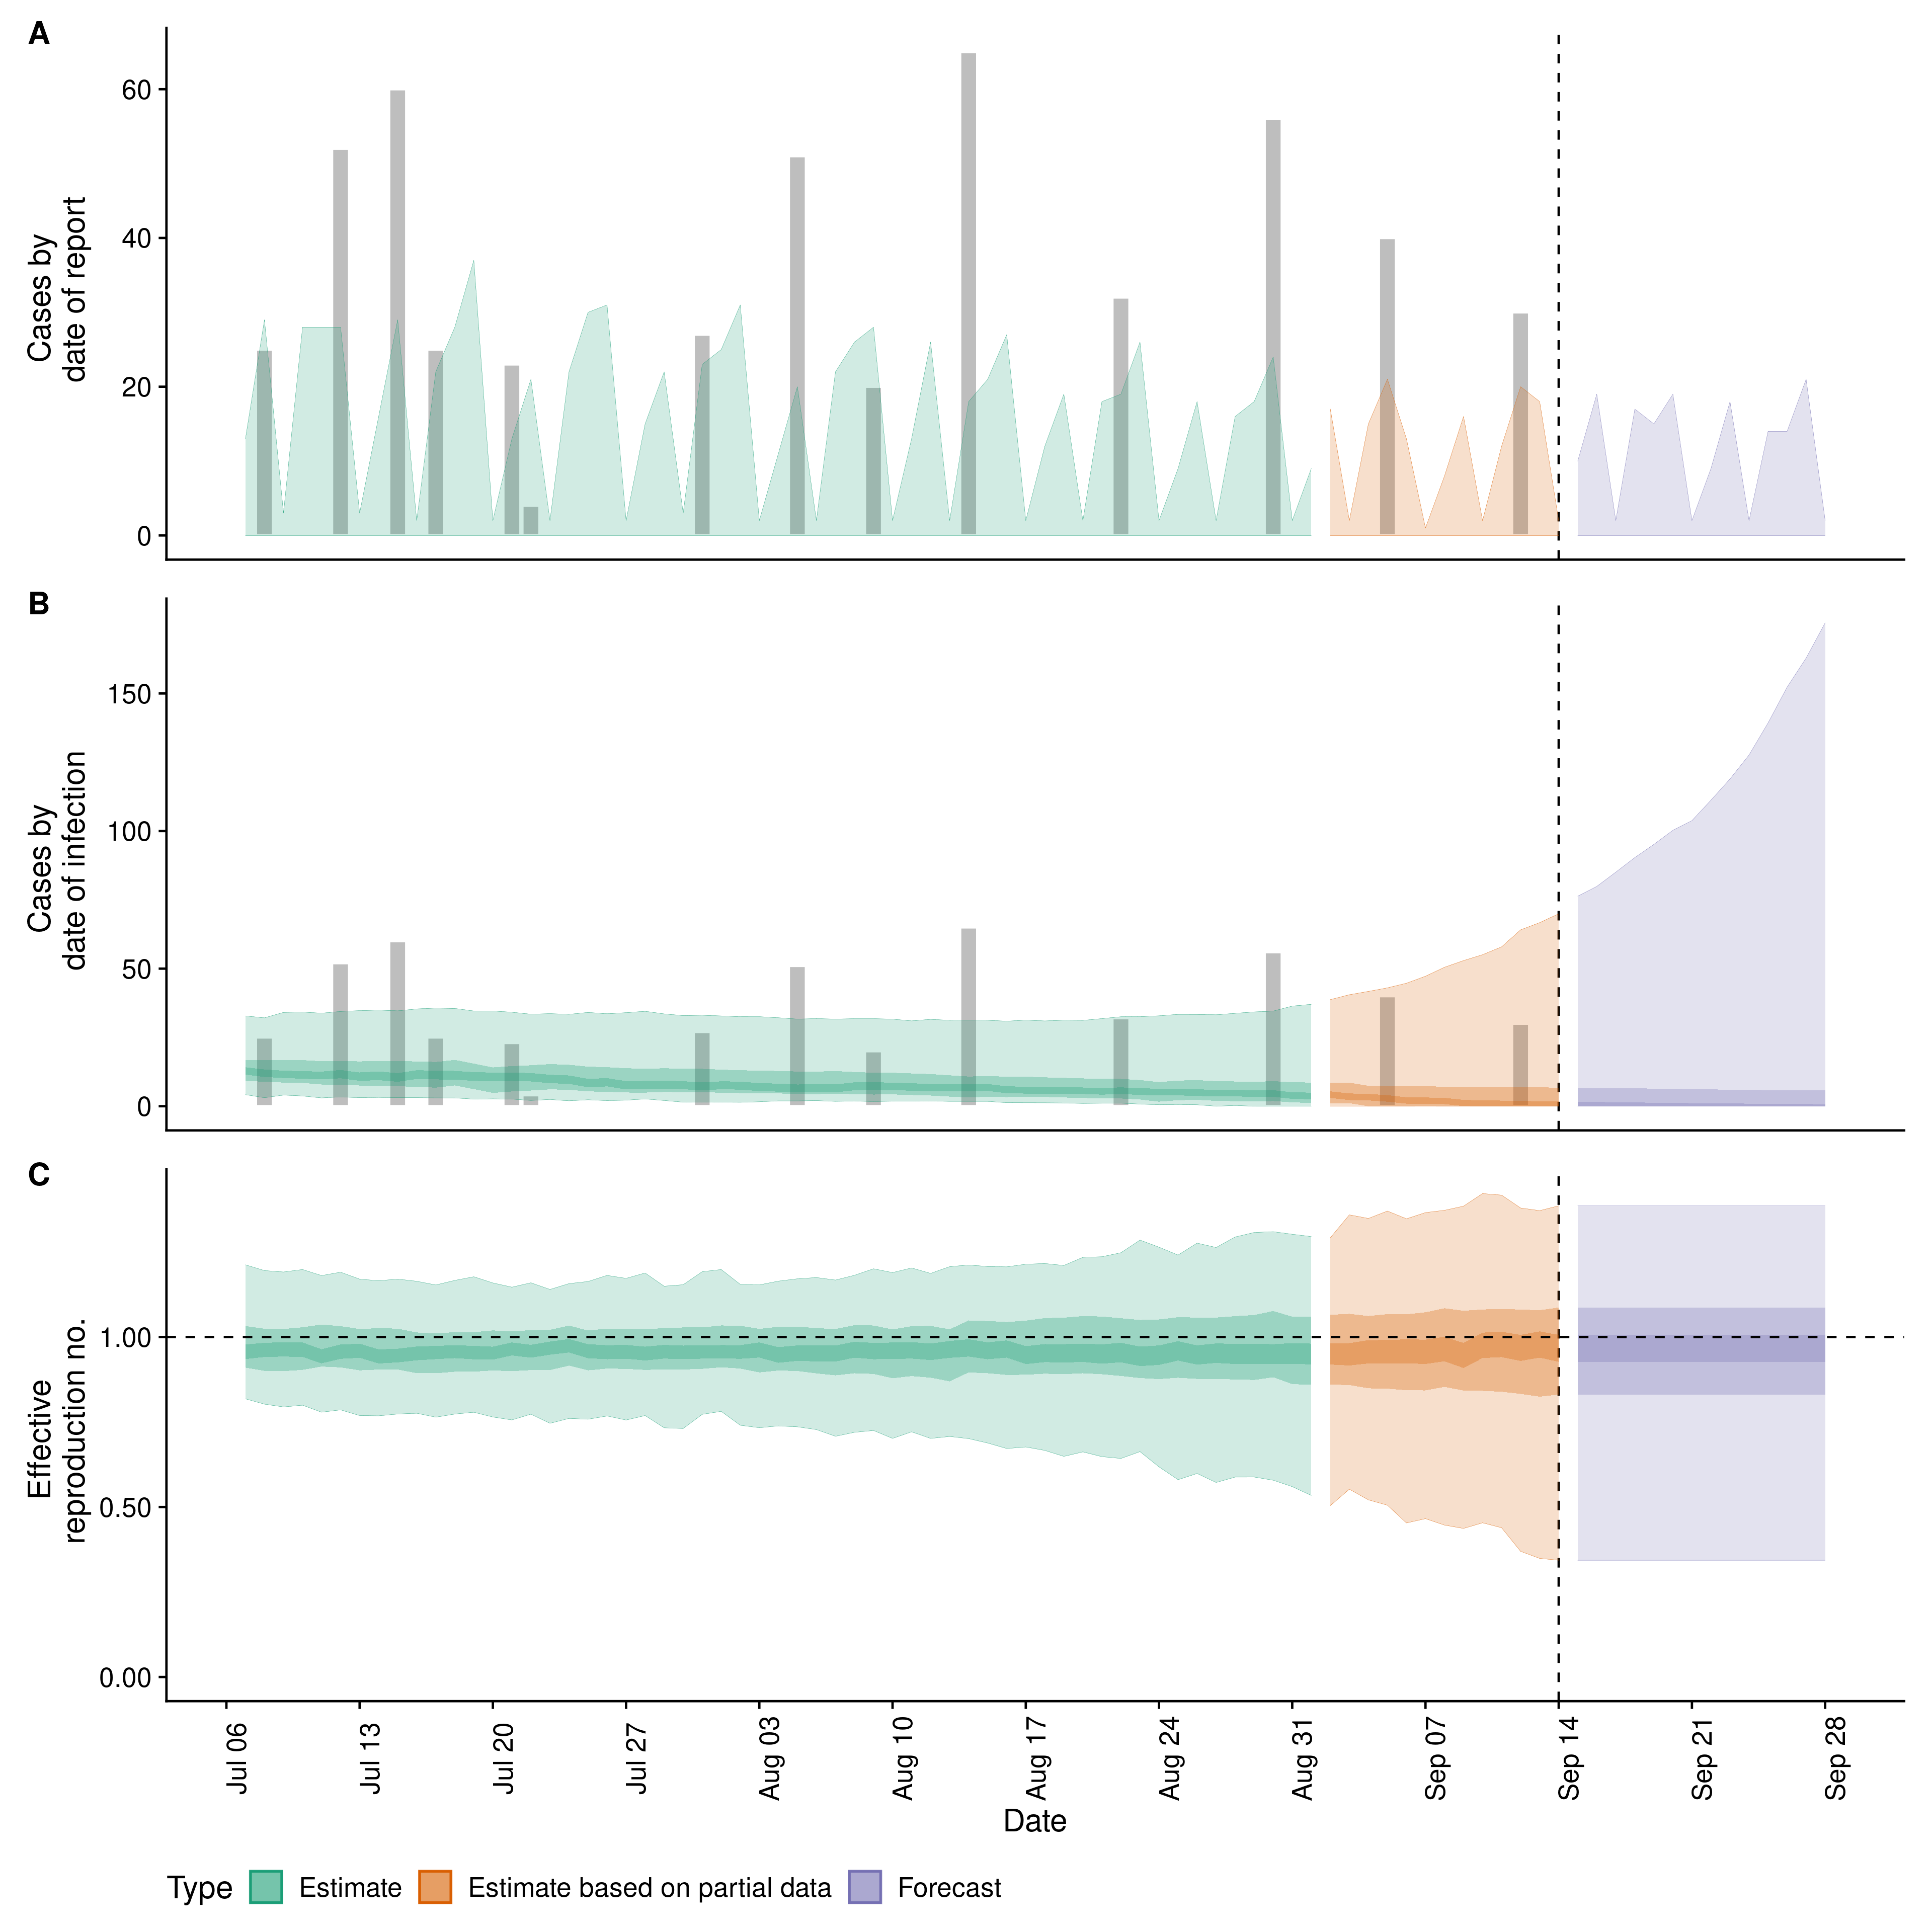 A
Cases by
date of report
60
40
20
0
B
Cases by
date of infection
150
100
50
0
C
Effective
reproduction no.
1.00
0.50
0.00
Jul 06
Jul 13
Jul 20
Jul 27
Aug 03
Aug 10
Aug 17
Aug 24
Aug 31
Sep 07
Sep 14
Sep 21
Sep 28
Date
Type Estimate Estimate based on partial data Forecast